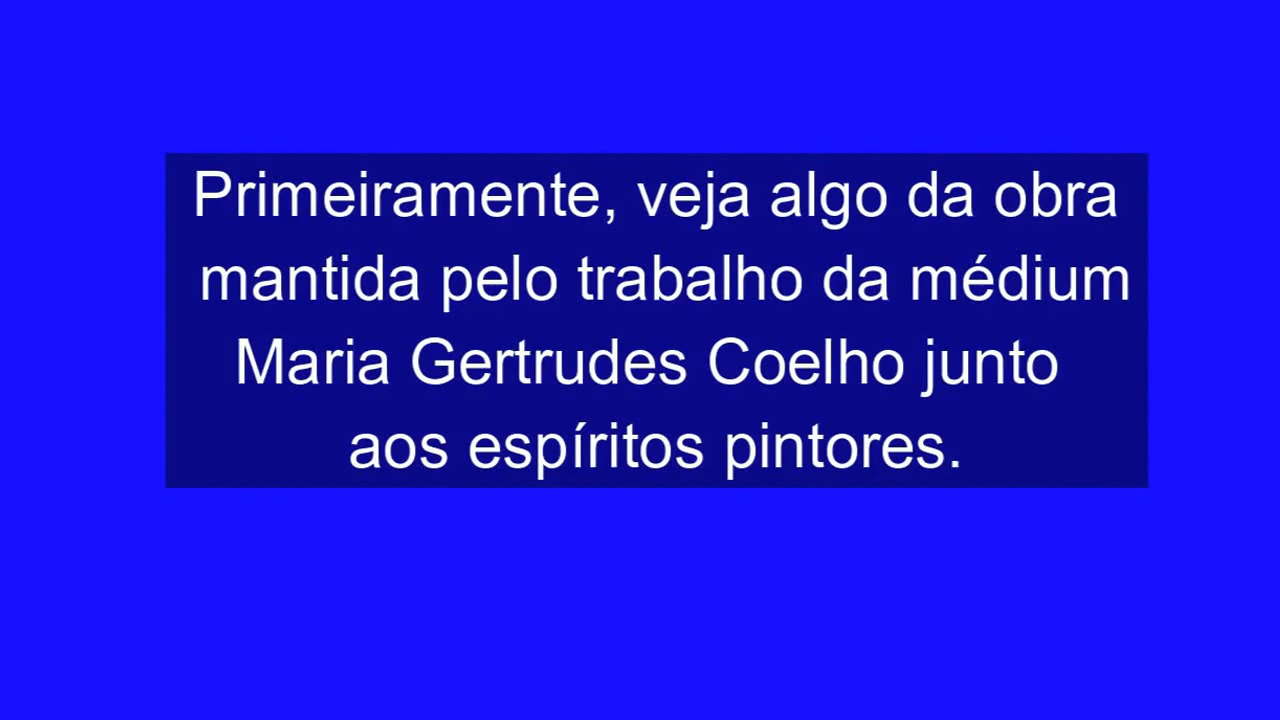 Primeiramente, veja algo da obra
mantida pelo trabalho da médium
Maria Gertrudes Coelho junto
aos espíritos pintores.